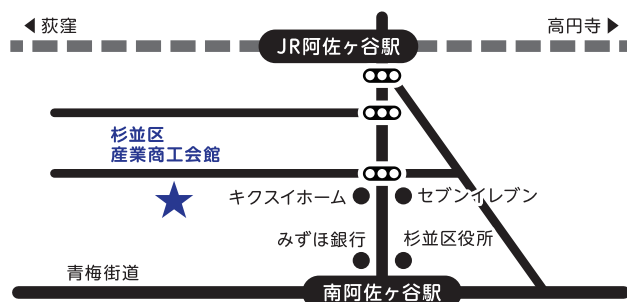 荻窪
高円寺
JR阿佐ヶ谷駅
杉並区
産業商工会館
キクスイホーム
セブンイレブン
みずほ銀行
杉並区役所
青梅街道
南阿佐ヶ谷駅